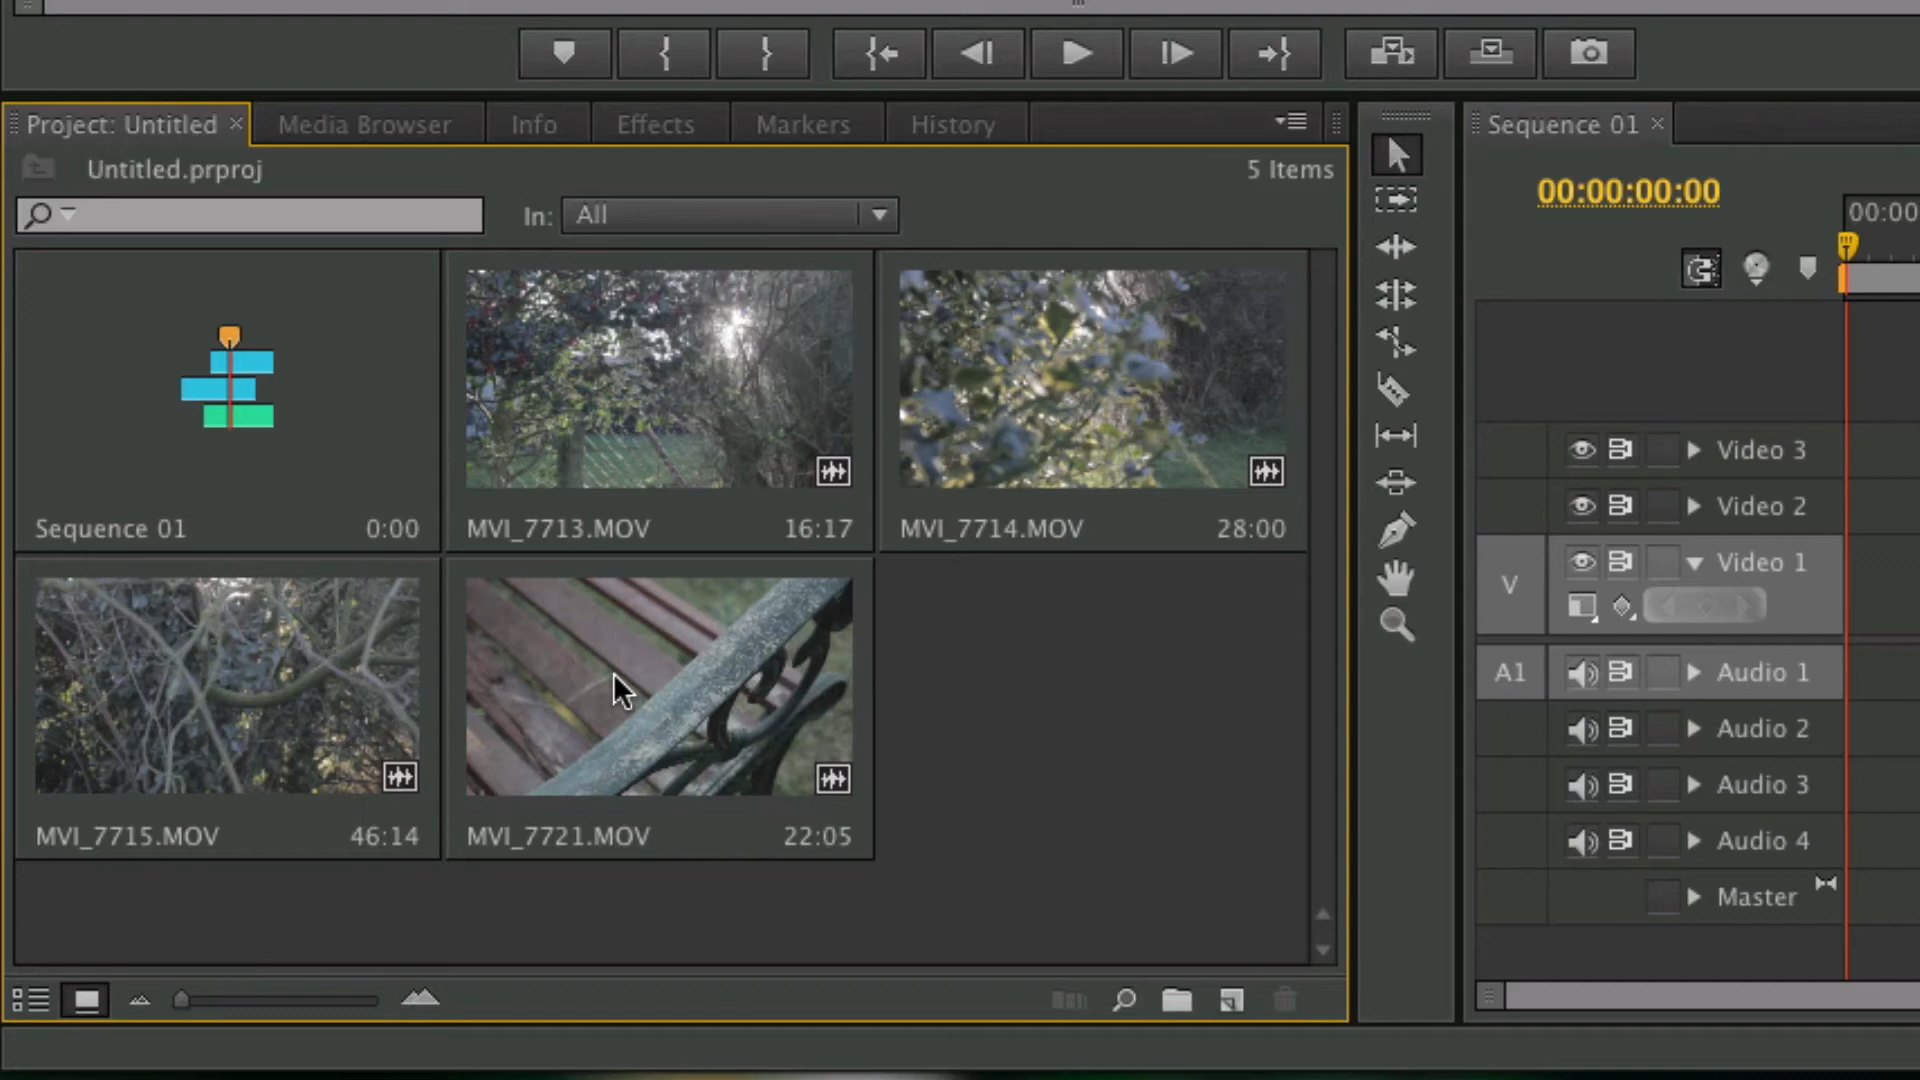 Project: Untitled
Media Browser
Info
Effects
Markers
History
Untitled.prproj
5 Items
In: All
Sequence 01 0:00
MVI_7713.MOV 16:17
MVI_7714.MOV 28:00
MVI_7715.MOV 46:14
MVI_7721.MOV 22:05
Sequence 01
00:00:00:00
00:00
Video 3
Video 2
V
Video 1
A1
Audio 1
Audio 2
Audio 3
Audio 4
Master